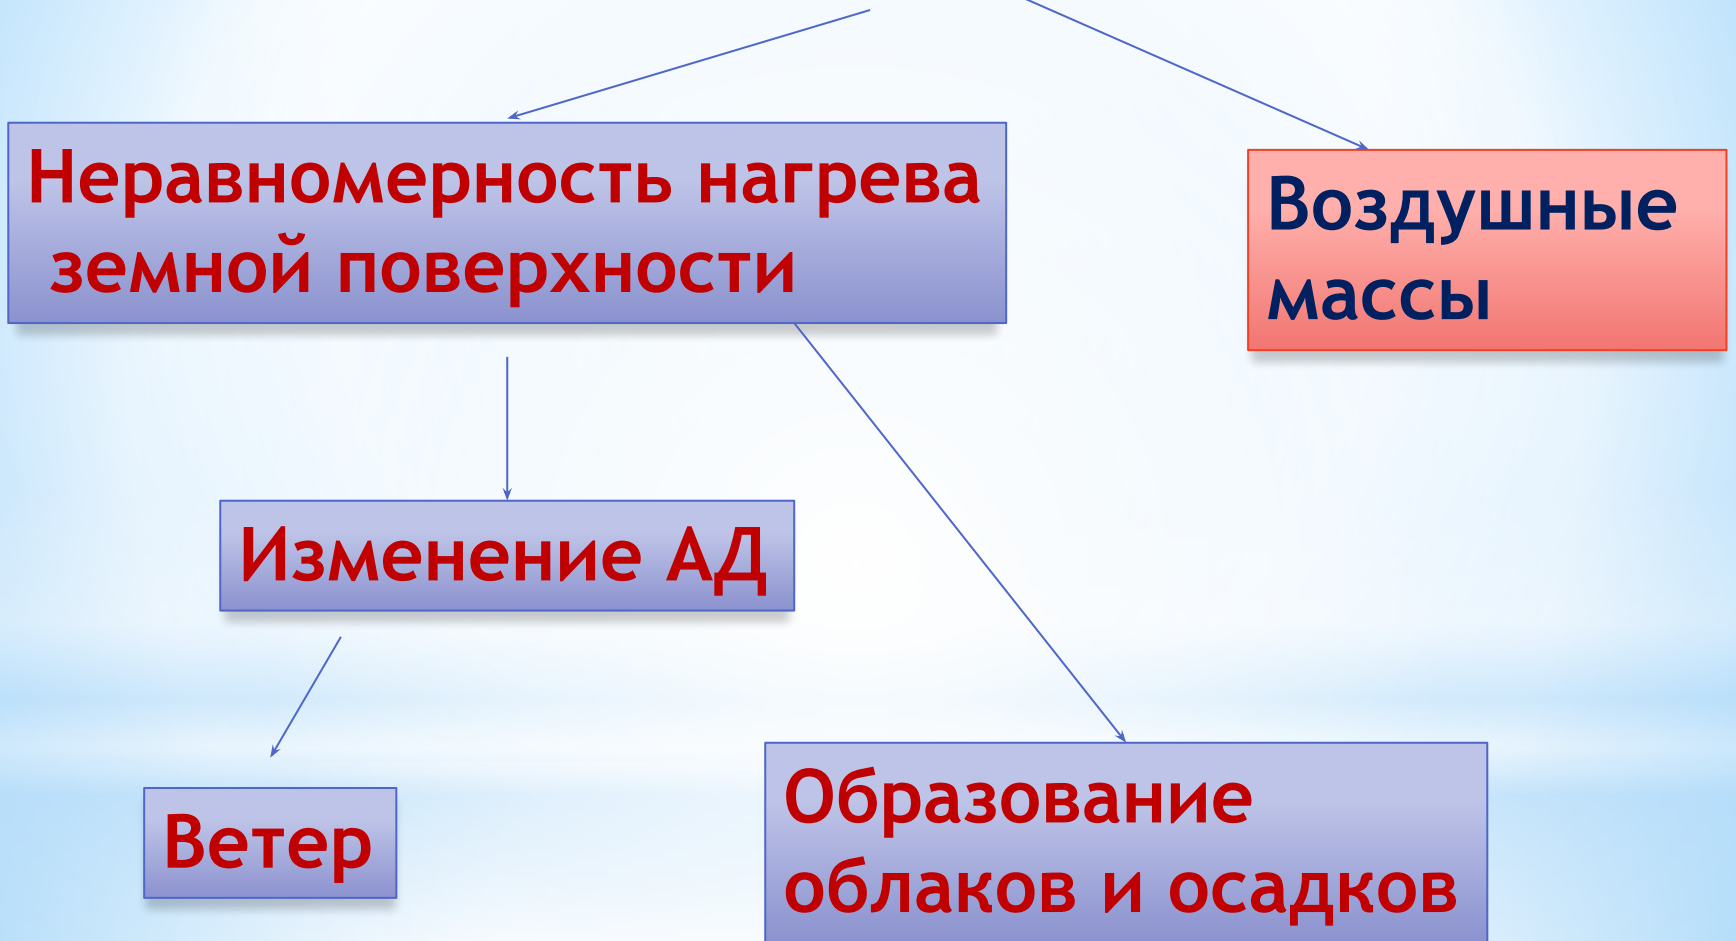 Неравномерность нагрева
земной поверхности
Воздушные
массы
Изменение АД
Ветер
Образование
облаков и осадков